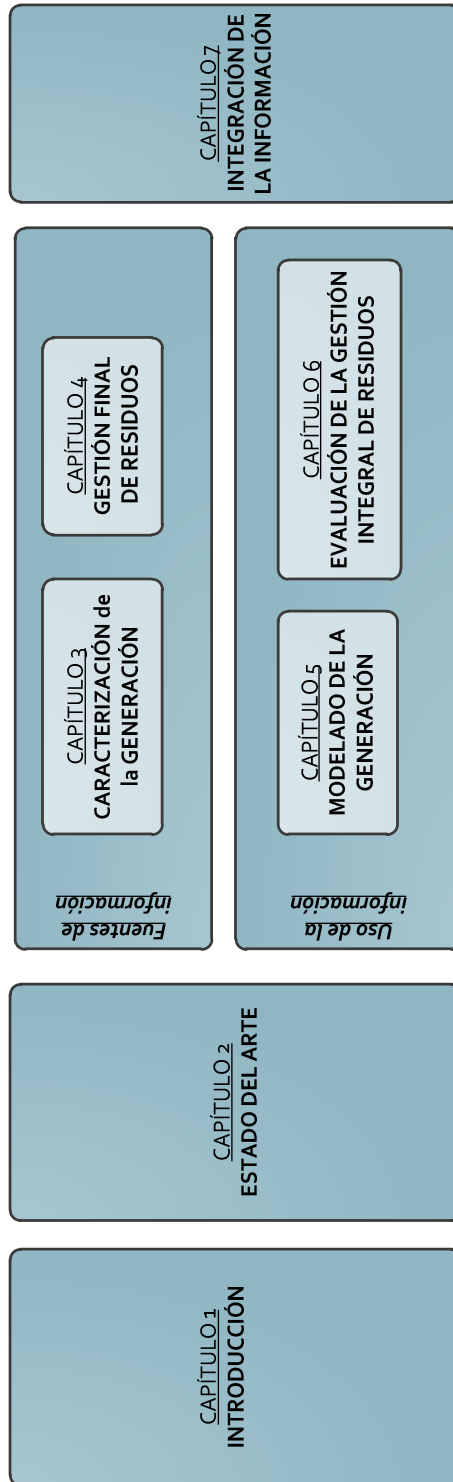 CAPÍTULO 1
INTRODUCCIÓN
CAPÍTULO 2
ESTADO DEL ARTE
Fuentes de
información
CAPÍTULO 3
CARACTERIZACIÓN de
la GENERACIÓN
CAPÍTULO 4
GESTIÓN FINAL
DE RESIDUOS
Uso de la
información
CAPÍTULO 5
MODELADO DE LA
GENERACIÓN
CAPÍTULO 6
EVALUACIÓN DE LA GESTIÓN
INTEGRAL DE RESIDUOS
CAPÍTULO 7
INTEGRACIÓN DE
LA INFORMACIÓN